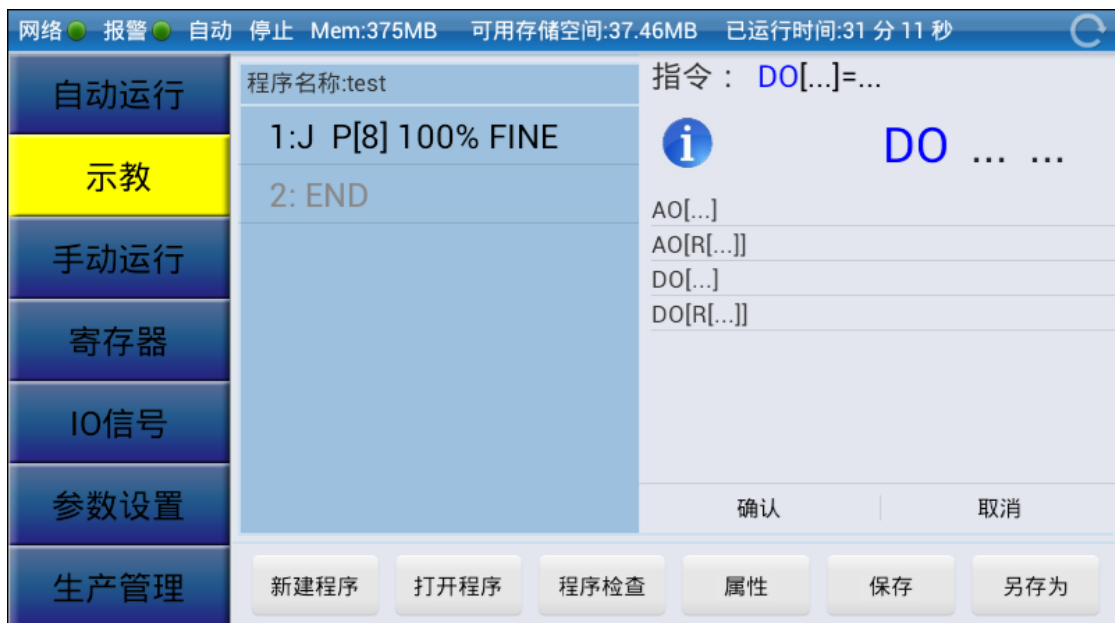 网络 报警 自动 停止 Mem:375MB 可用存储空间:37.46MB 已运行时间:31 分 11 秒
自动运行
示教
手动运行
寄存器
IO信号
参数设置
生产管理
程序名称:test
1:J P[8] 100% FINE
2: END
指令： DO[...]=...
DO ... ...
AO[...]
AO[R[...]]
DO[...]
DO[R[...]]
确认 取消
新建程序 打开程序 程序检查 属性 保存 另存为